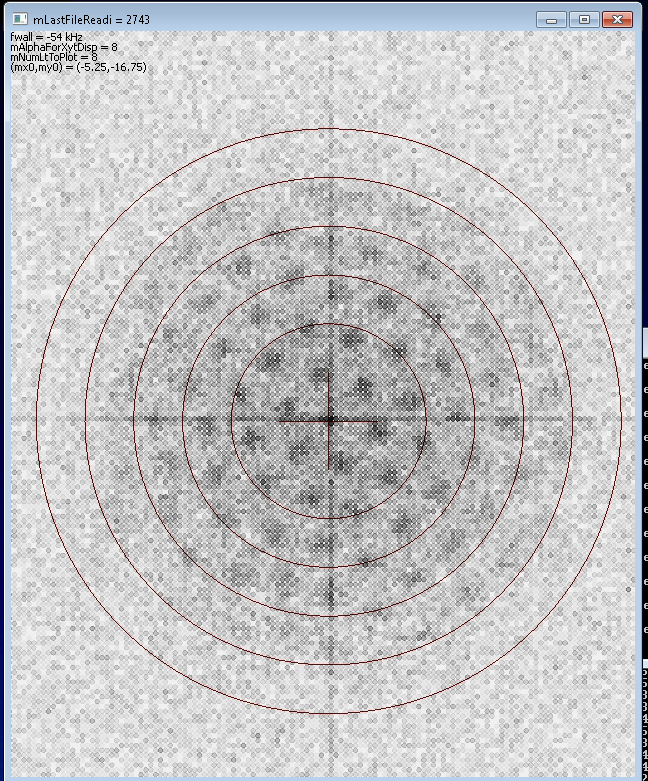 mLastFileReadi = 2743
fwall = -54 kHz
mAlphaForXytDisp = 8
mNumLtToPlot = 8
(mx0,my0) = (-5.25,-16.75)